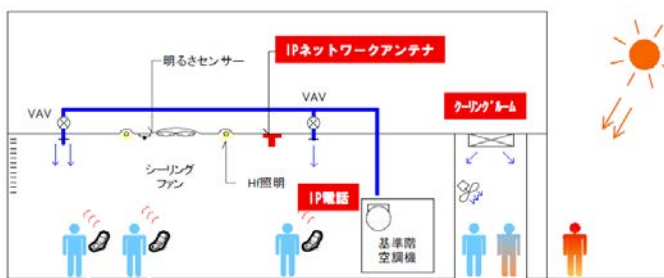 IPネットワークアンテナ
明るさセンサー
VAV
VAV
クーリングルーム
シーリング
ファン
Hf照明
IP電話
基準階
空調機